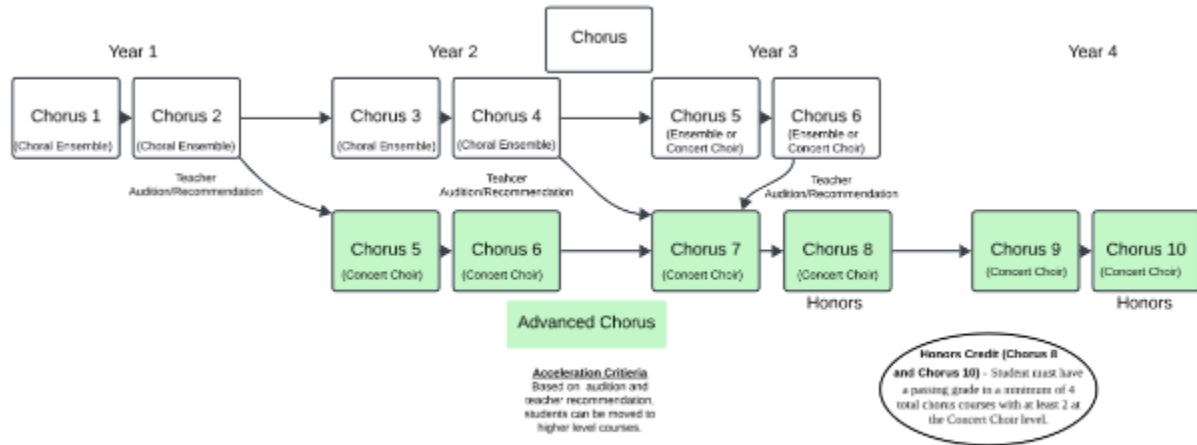 Chorus
Year 1
Year 2
Year 3
Year 4
Chorus 1
(Choral Ensemble)
Chorus 2
(Choral Ensemble)
Chorus 3
(Choral Ensemble)
Chorus 4
(Choral Ensemble)
Chorus 5
(Ensemble or
Concert Choir)
Chorus 6
(Ensemble or
Concert Choir)
Teacher
Audition/Recommendation
Teahcer
Audition/Recommendation
Teacher
Audition/Recommendation
Chorus 5
(Concert Choir)
Chorus 6
(Concert Choir)
Chorus 7
(Concert Choir)
Chorus 8
(Concert Choir)
Honors
Chorus 9
(Concert Choir)
Chorus 10
(Concert Choir)
Honors
Advanced Chorus
Acceleration Critieria
Based on audition and
teacher recommendation,
students can be moved to
higher level courses.
Honors Credit (Chorus 8
and Chorus 10) - Student must have
a passing grade in a minimum of 4
total chorus courses with at least 2 at
the Concert Choir level.